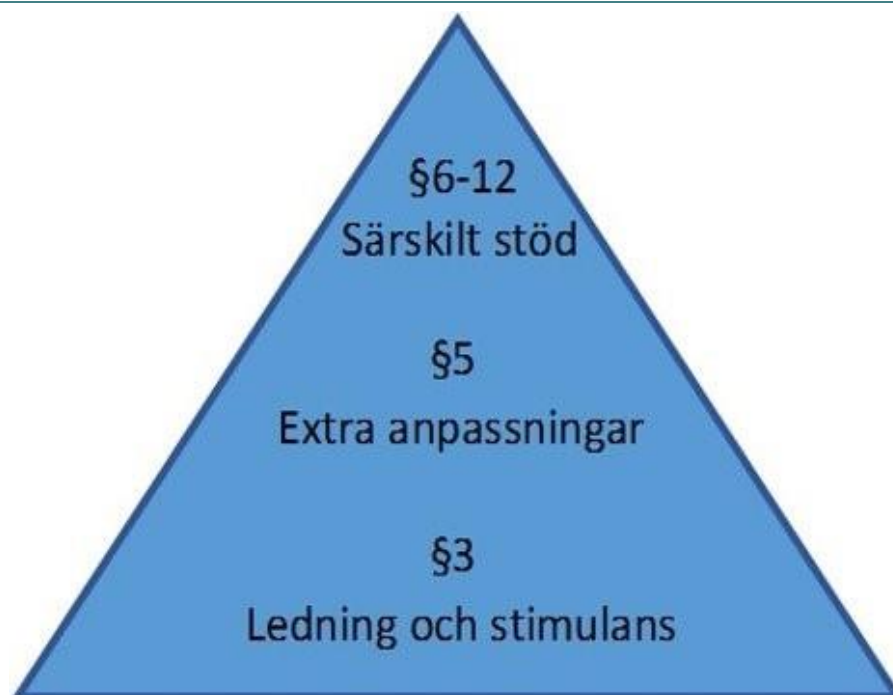 §6-12
Särskilt stöd
§5
Extra anpassningar
§3
Ledning och stimulans